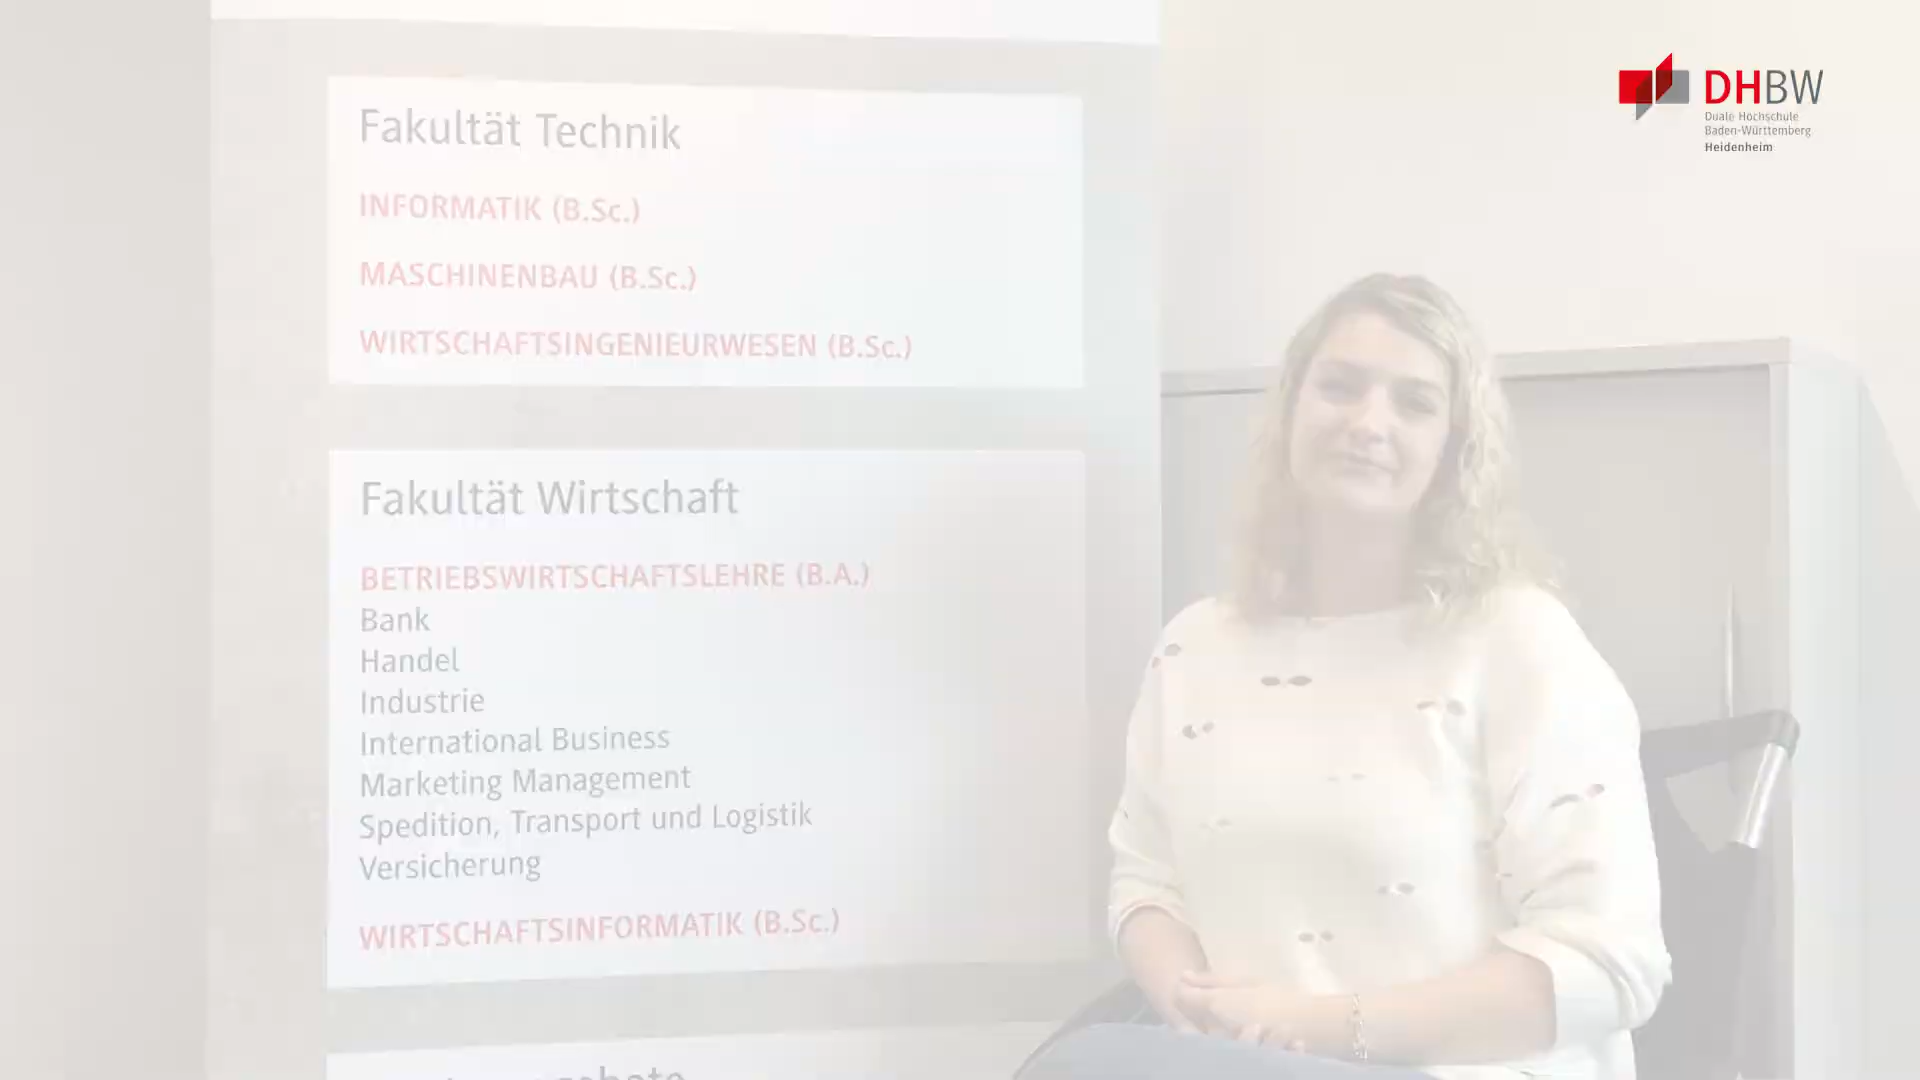 Fakultät Technik
INFORMATIK (B.Sc.)
MASCHINENBAU (B.Sc.)
WIRTSCHAFTSINGENIEURWESEN (B.Sc.)
Fakultät Wirtschaft
BETRIEBSWIRTSCHAFTSLEHRE (B.A.)
Bank
Handel
Industrie
International Business
Marketing Management
Spedition, Transport und Logistik
Versicherung
WIRTSCHAFTSINFORMATIK (B.Sc.)
DHBW
Duale Hochschule
Baden-Württemberg
Heidenheim